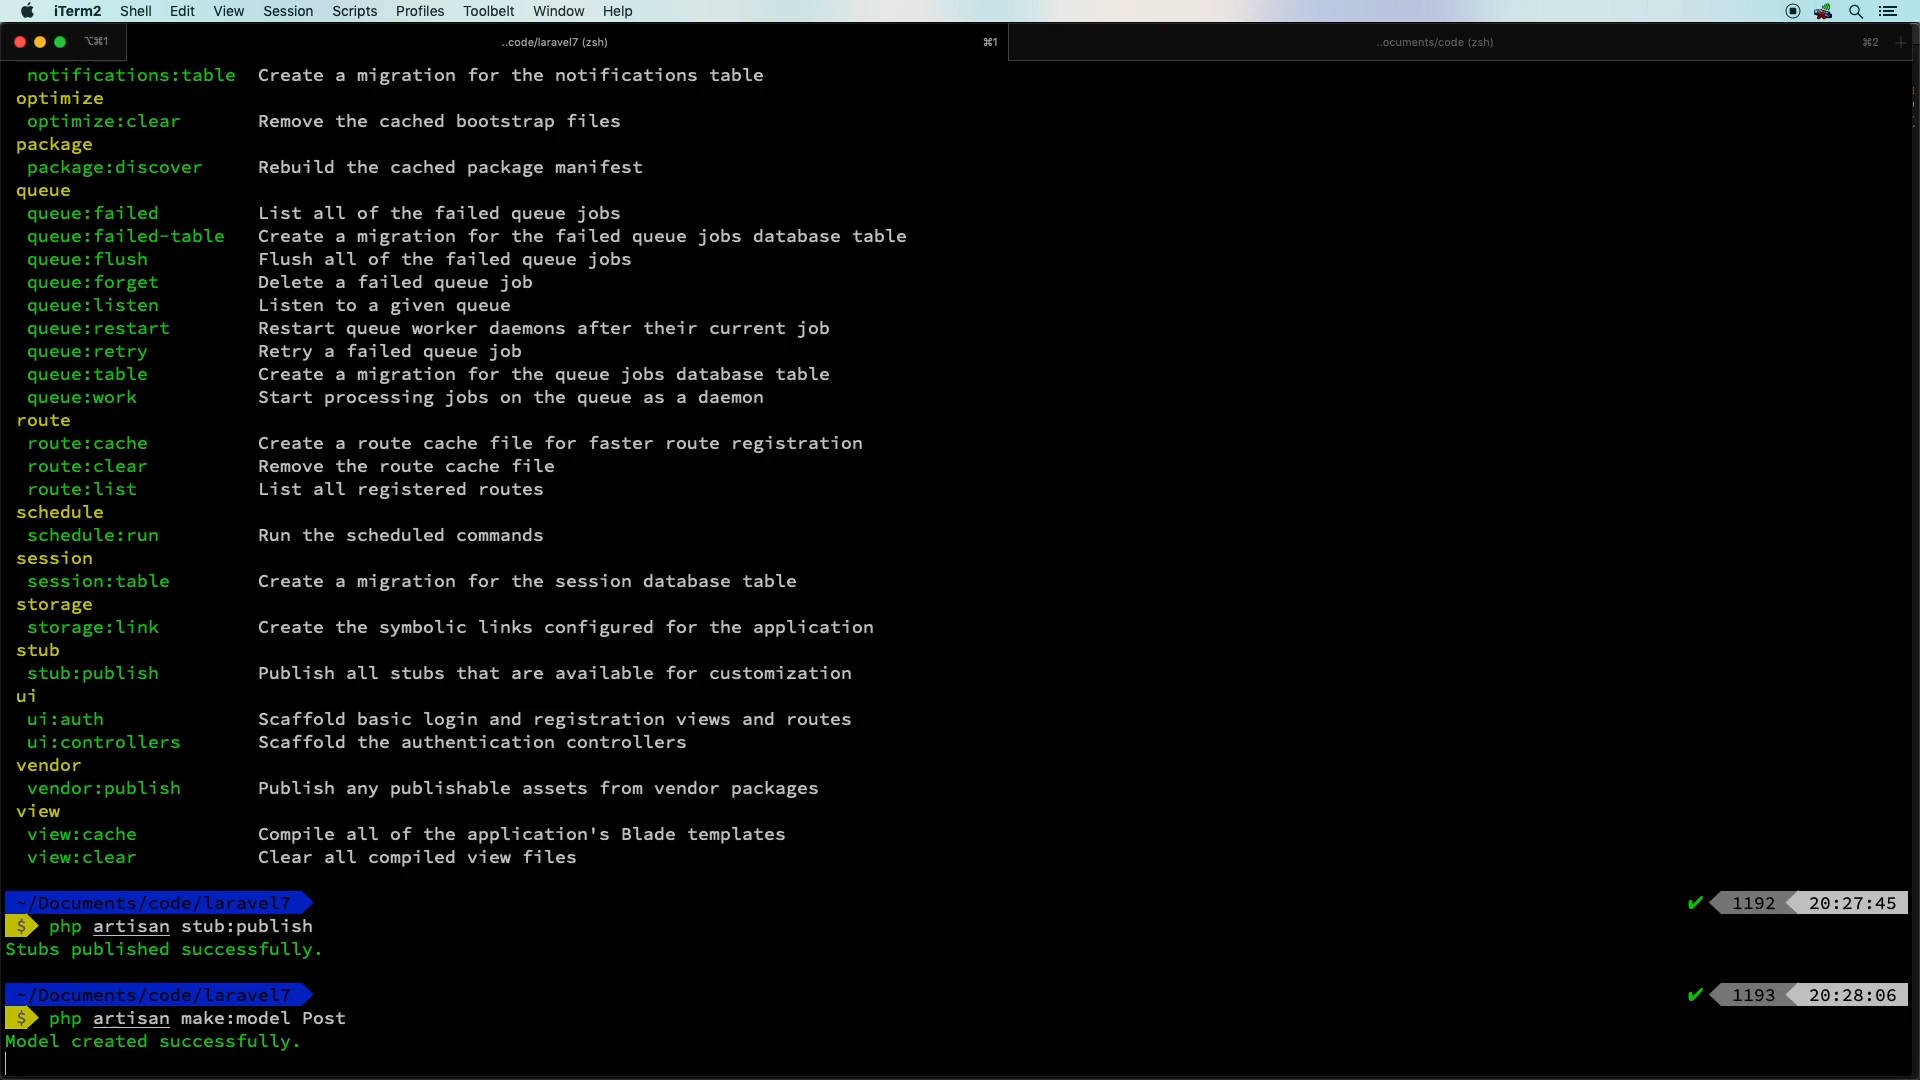 iTerm2 Shell Edit View Session Scripts Profiles Toolbelt Window Help
⌥⌘1 ..code/laravel7 (zsh) ⌘1 ..ocuments/code (zsh) ⌘2
notifications:table Create a migration for the notifications table
optimize
optimize:clear Remove the cached bootstrap files
package
package:discover Rebuild the cached package manifest
queue
queue:failed List all of the failed queue jobs
queue:failed-table Create a migration for the failed queue jobs database table
queue:flush Flush all of the failed queue jobs
queue:forget Delete a failed queue job
queue:listen Listen to a given queue
queue:restart Restart queue worker daemons after their current job
queue:retry Retry a failed queue job
queue:table Create a migration for the queue jobs database table
queue:work Start processing jobs on the queue as a daemon
route
route:cache Create a route cache file for faster route registration
route:clear Remove the route cache file
route:list List all registered routes
schedule
schedule:run Run the scheduled commands
session
session:table Create a migration for the session database table
storage
storage:link Create the symbolic links configured for the application
stub
stub:publish Publish all stubs that are available for customization
ui
ui:auth Scaffold basic login and registration views and routes
ui:controllers Scaffold the authentication controllers
vendor
vendor:publish Publish any publishable assets from vendor packages
view
view:cache Compile all of the application's Blade templates
view:clear Clear all compiled view files
~/Documents/code/laravel7 ✔ 1192 20:27:45
$ php artisan stub:publish
Stubs published successfully.
~/Documents/code/laravel7 ✔ 1193 20:28:06
$ php artisan make:model Post
Model created successfully.